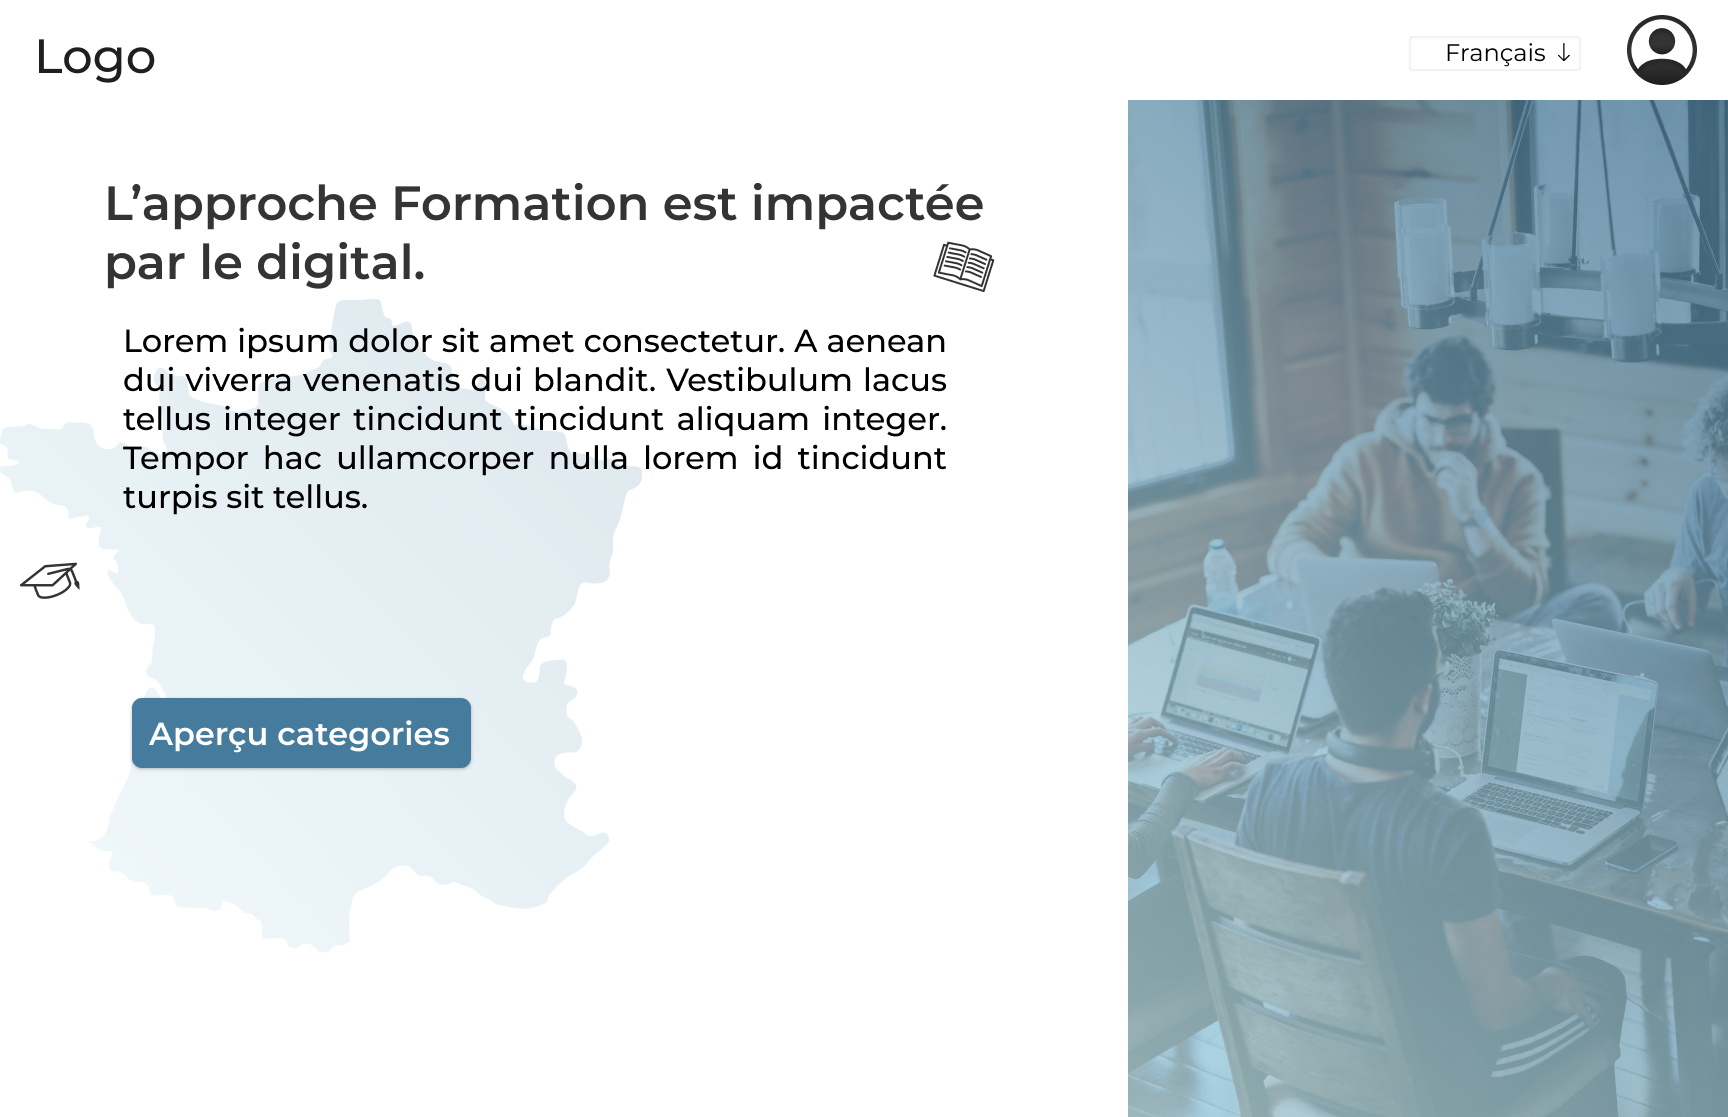 Logo
Français ↓
L’approche Formation est impactée
par le digital.
Lorem ipsum dolor sit amet consectetur. A aenean
dui viverra venenatis dui blandit. Vestibulum lacus
tellus integer tincidunt tincidunt aliquam integer.
Tempor hac ullamcorper nulla lorem id tincidunt
turpis sit tellus.
Aperçu categories